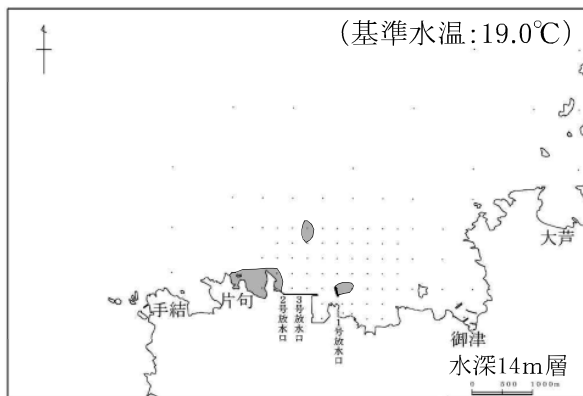 (基準水温:19.0℃)
大芦
片句
手結
2号放水口
3号放水口
1号放水口
御津
水深14m層
0 500 1000m